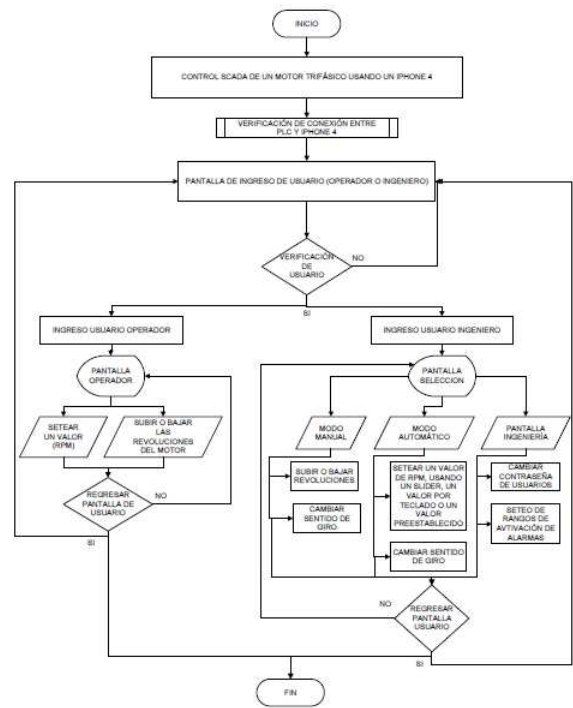 INICIO
CONTROL SCADA DE UN MOTOR TRIFÁSICO USANDO UN IPHONE 4
VERIFICACIÓN DE CONEXIÓN ENTRE
PLC Y IPHONE 4
PANTALLA DE INGRESO DE USUARIO (OPERADOR O INGENIERO)
VERIFICACIÓN
DE
USUARIO
NO
SI
INGRESO USUARIO OPERADOR
PANTALLA
OPERADOR
SETEAR
UN VALOR
(RPM)
SUBIR O BAJAR
LAS
REVOLUCIONES
DEL MOTOR
REGRESAR
PANTALLA DE
USUARIO
NO
SI
INGRESO USUARIO INGENIERO
PANTALLA
SELECCION
MODO
MANUAL
MODO
AUTOMÁTICO
PANTALLA
INGENIERÍA
SUBIR O BAJAR
REVOLUCIONES
CAMBIAR
SENTIDO DE
GIRO
SETEAR UN VALOR
DE RPM, USANDO
UN SLIDER, UN
VALOR POR
TECLADO O UN
VALOR
PREESTABLECIDO
CAMBIAR SENTIDO
DE GIRO
CAMBIAR
CONTRASEÑA
DE USUARIOS
SETEO DE
RANGOS DE
AVTIVACIÓN DE
ALARMAS
NO
REGRESAR
PANTALLA
USUARIO
SI
FIN